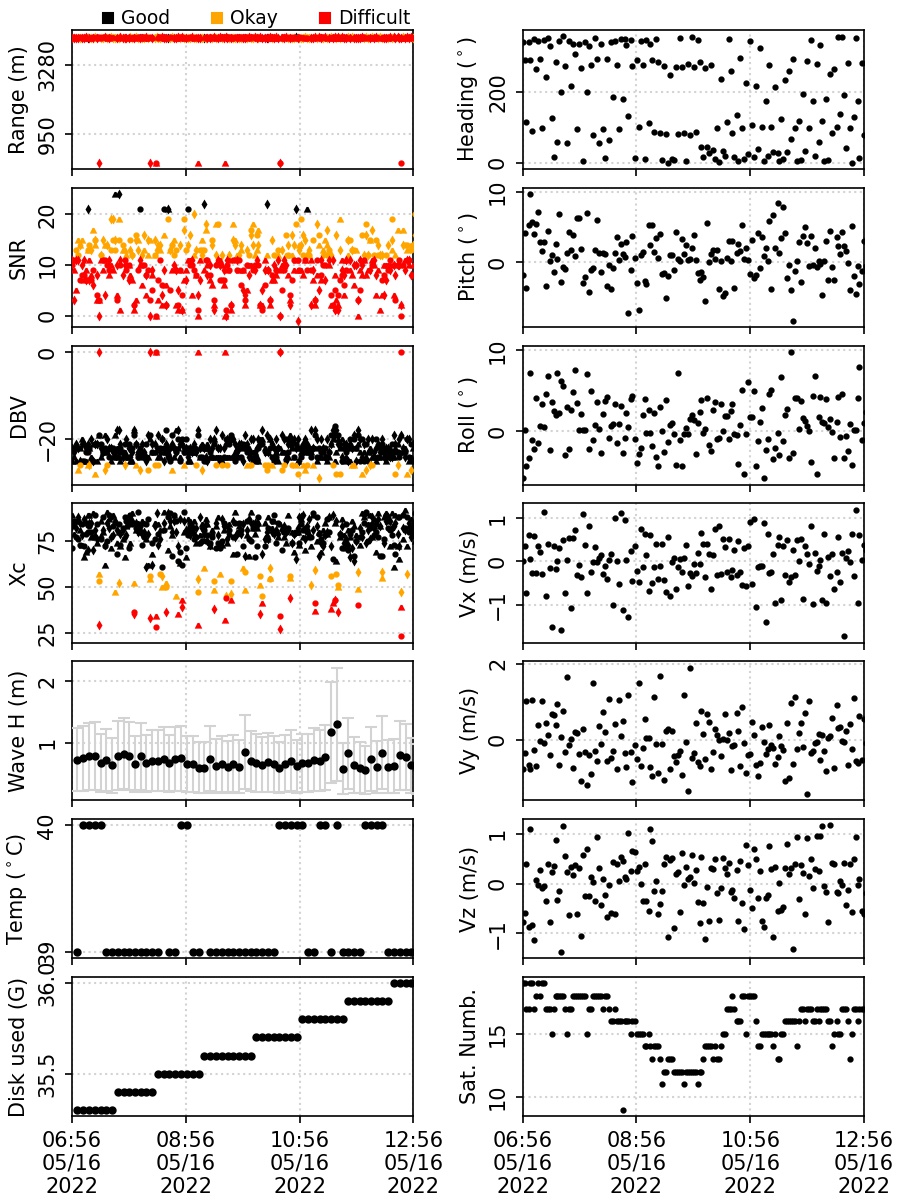 Good Okay Difficult
Range (m)
3280
950
Heading (°)
200
0
SNR
20
10
0
Pitch (°)
10
0
DBV
0
−20
Roll (°)
10
0
Xc
75
50
25
Vx (m/s)
1
0
−1
Wave H (m)
2
1
Vy (m/s)
2
0
Temp (°C)
40
39
Vz (m/s)
1
0
−1
Disk used (G)
36.0
35.5
Sat. Numb.
15
10
06:56 08:56 10:56 12:56 06:56 08:56 10:56 12:56
05/16 05/16 05/16 05/16 05/16 05/16 05/16 05/16
2022 2022 2022 2022 2022 2022 2022 2022